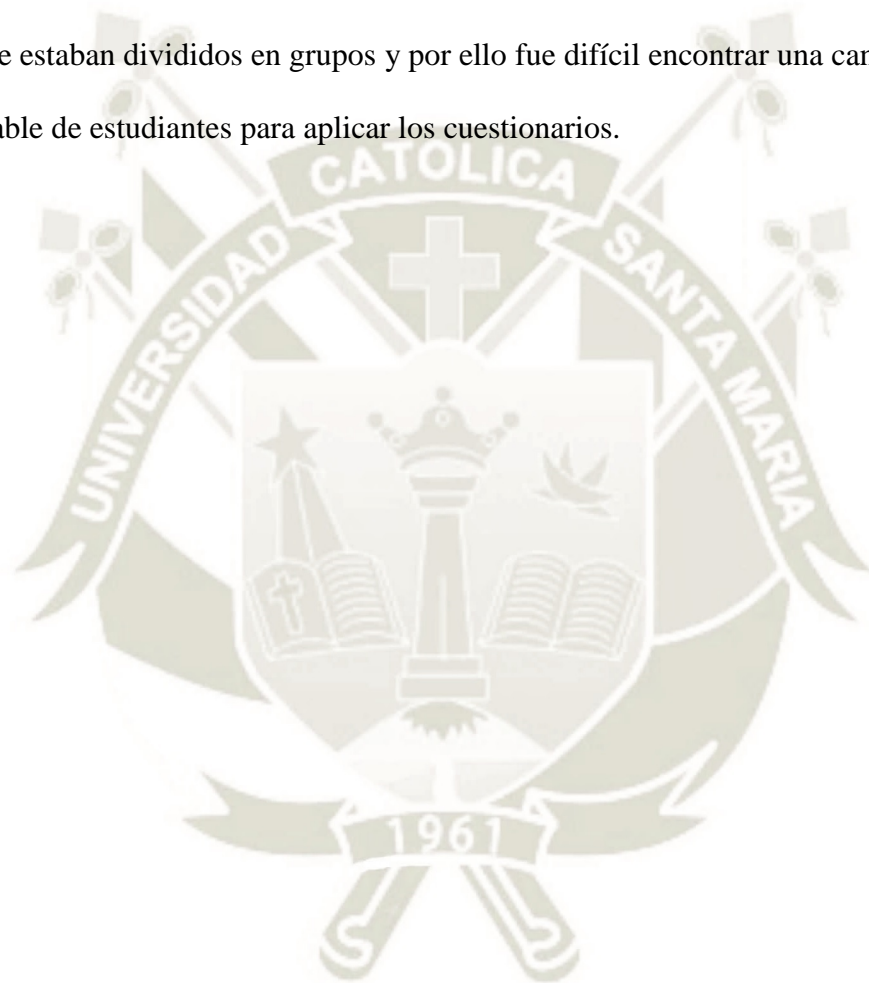 e estaban divididos en grupos y por ello fue difícil encontrar una can
able de estudiantes para aplicar los cuestionarios.
CATOLICA
UNIVERSIDAD
SANTA MARIA
1961